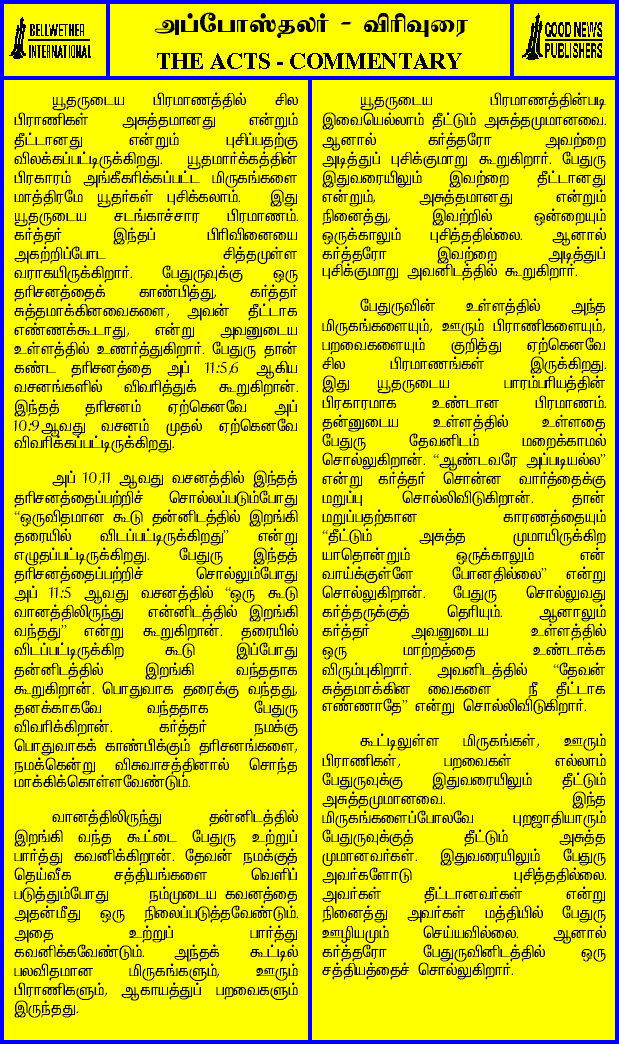 BELLWETHER
INTERNATIONAL
அப்போஸ்தலர் - விரிவுரை
THE ACTS - COMMENTARY
GOOD NEWS
PUBLISHERS
யூதருடைய பிரமாணத்தில் சில
பிராணிகள் அசுத்தமானது என்றும்
தீட்டானது என்றும் புசிப்பதற்கு
விலக்கப்பட்டிருக்கிறது. யூதமார்க்கத்தின்
பிரகாரம் அங்கீகரிக்கப்பட்ட மிருகங்களை
மாத்திரமே யூதர்கள் புசிக்கலாம். இது
யூதருடைய சடங்காச்சார பிரமாணம்.
கர்த்தர் இந்தப் பிரிவினையை
அகற்றிப்போட சித்தமுள்ள
வராகயிருக்கிறார். பேதுருவுக்கு ஒரு
தரிசனத்தைக் காண்பித்து, கர்த்தர்
சுத்தமாக்கினவைகளை, அவன் தீட்டாக
எண்ணக்கூடாது, என்று அவனுடைய
உள்ளத்தில் உணர்த்துகிறார். பேதுரு தான்
கண்ட தரிசனத்தை அப் 11:5,6 ஆகிய
வசனங்களில் விவரித்துக் கூறுகிறான்.
இந்தத் தரிசனம் ஏற்கெனவே அப்
10:9ஆவது வசனம் முதல் ஏற்கெனவே
விவரிக்கப்பட்டிருக்கிறது.
அப் 10,11 ஆவது வசனத்தில் இந்தத்
தரிசனத்தைப்பற்றிச் சொல்லப்படும்போது
“ஒருவிதமான கூடு தன்னிடத்தில் இறங்கி
தரையில் விடப்பட்டிருக்கிறது” என்று
எழுதப்பட்டிருக்கிறது. பேதுரு இந்தத்
தரிசனத்தைப்பற்றிச் சொல்லும்போது
அப் 11:5 ஆவது வசனத்தில் “ஒரு கூடு
வானத்திலிருந்து என்னிடத்தில் இறங்கி
வந்தது” என்று கூறுகிறான். தரையில்
விடப்பட்டிருக்கிற கூடு இப்போது
தன்னிடத்தில் இறங்கி வந்ததாக
கூறுகிறான். பொதுவாக தரைக்கு வந்தது,
தனக்காகவே வந்ததாக பேதுரு
விவரிக்கிறான். கர்த்தர் நமக்கு
பொதுவாகக் காண்பிக்கும் தரிசனங்களை,
நமக்கென்று விசுவாசத்தினால் சொந்த
மாக்கிக்கொள்ளவேண்டும்.
வானத்திலிருந்து தன்னிடத்தில்
இறங்கி வந்த கூட்டை பேதுரு உற்றுப்
பார்த்து கவனிக்கிறான். தேவன் நமக்குத்
தெய்வீக சத்தியங்களை வெளிப்
படுத்தும்போது நம்முடைய கவனத்தை
அதன்மீது ஒரு நிலைப்படுத்தவேண்டும்.
அதை உற்றுப் பார்த்து
கவனிக்கவேண்டும். அந்தக் கூட்டில்
பலவிதமான மிருகங்களும், ஊரும்
பிராணிகளும், ஆகாயத்துப் பறவைகளும்
இருந்தது.
யூதருடைய பிரமாணத்தின்படி
இவையெல்லாம் தீட்டும் அசுத்தமுமானவை.
ஆனால் கர்த்தரோ அவற்றை
அடித்துப் புசிக்குமாறு கூறுகிறார். பேதுரு
இதுவரையிலும் இவற்றை தீட்டானது
என்றும், அசுத்தமானது என்றும்
நினைத்து, இவற்றில் ஒன்றையும்
ஒருக்காலும் புசித்ததில்லை. ஆனால்
கர்த்தரோ இவற்றை அடித்துப்
புசிக்குமாறு அவனிடத்தில் கூறுகிறார்.
பேதுருவின் உள்ளத்தில் அந்த
மிருகங்களையும், ஊரும் பிராணிகளையும்,
பறவைகளையும் குறித்து ஏற்கெனவே
சில பிரமாணங்கள் இருக்கிறது.
இது யூதருடைய பாரம்பரியத்தின்
பிரகாரமாக உண்டான பிரமாணம்.
தன்னுடைய உள்ளத்தில் உள்ளதை
பேதுரு தேவனிடம் மறைக்காமல்
சொல்லுகிறான். “ஆண்டவரே அப்படியல்ல”
என்று கர்த்தர் சொன்ன வார்த்தைக்கு
மறுப்பு சொல்லிவிடுகிறான். தான்
மறுப்பதற்கான காரணத்தையும்
“தீட்டும் அசுத்த முமாயிருக்கிற
யாதொன்றும் ஒருக்காலும் என்
வாய்க்குள்ளே போனதில்லை” என்று
சொல்லுகிறான். பேதுரு சொல்லுவது
கர்த்தருக்குத் தெரியும். ஆனாலும்
கர்த்தர் அவனுடைய உள்ளத்தில்
ஒரு மாற்றத்தை உண்டாக்க
விரும்புகிறார். அவனிடத்தில் “தேவன்
சுத்தமாக்கின வைகளை நீ தீட்டாக
எண்ணாதே” என்று சொல்லிவிடுகிறார்.
கூட்டிலுள்ள மிருகங்கள், ஊரும்
பிராணிகள், பறவைகள் எல்லாம்
பேதுருவுக்கு இதுவரையிலும் தீட்டும்
அசுத்தமுமானவை. இந்த
மிருகங்களைப்போலவே புறஜாதியாரும்
பேதுருவுக்குத் தீட்டும் அசுத்த
முமானவர்கள். இதுவரையிலும் பேதுரு
அவர்களோடு புசித்ததில்லை.
அவர்கள் தீட்டானவர்கள் என்று
நினைத்து அவர்கள் மத்தியில் பேதுரு
ஊழியமும் செய்யவில்லை. ஆனால்
கர்த்தரோ பேதுருவினிடத்தில் ஒரு
சத்தியத்தைச் சொல்லுகிறார்.